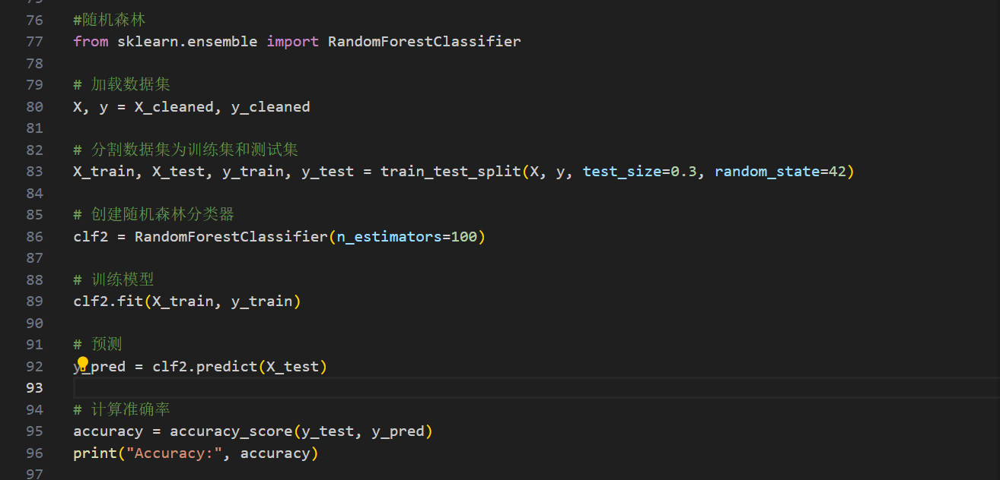 76 #随机森林
77 from sklearn.ensemble import RandomForestClassifier
78
79 # 加载数据集
80 X, y = X_cleaned, y_cleaned
81
82 # 分割数据集为训练集和测试集
83 X_train, X_test, y_train, y_test = train_test_split(X, y, test_size=0.3, random_state=42)
84
85 # 创建随机森林分类器
86 clf2 = RandomForestClassifier(n_estimators=100)
87
88 # 训练模型
89 clf2.fit(X_train, y_train)
90
91 # 预测
92 y_pred = clf2.predict(X_test)
93
94 # 计算准确率
95 accuracy = accuracy_score(y_test, y_pred)
96 print("Accuracy:", accuracy)
97